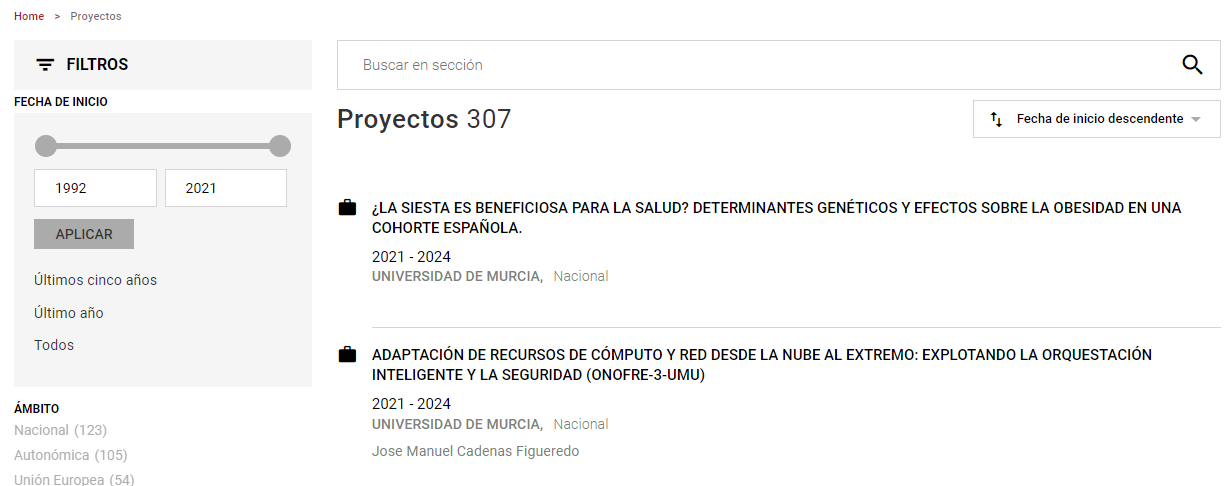 Home > Proyectos
FILTROS
FECHA DE INICIO
1992
2021
APLICAR
Últimos cinco años
Último año
Todos
ÁMBITO
Nacional (123)
Autonómica (105)
Unión Europea (54)
Buscar en sección
Proyectos 307
Fecha de inicio descendente
¿LA SIESTA ES BENEFICIOSA PARA LA SALUD? DETERMINANTES GENÉTICOS Y EFECTOS SOBRE LA OBESIDAD EN UNA
COHORTE ESPAÑOLA.
2021 - 2024
UNIVERSIDAD DE MURCIA, Nacional
ADAPTACIÓN DE RECURSOS DE CÓMPUTO Y RED DESDE LA NUBE AL EXTREMO: EXPLOTANDO LA ORQUESTACIÓN
INTELIGENTE Y LA SEGURIDAD (ONOFRE-3-UMU)
2021 - 2024
UNIVERSIDAD DE MURCIA, Nacional
Jose Manuel Cadenas Figueredo